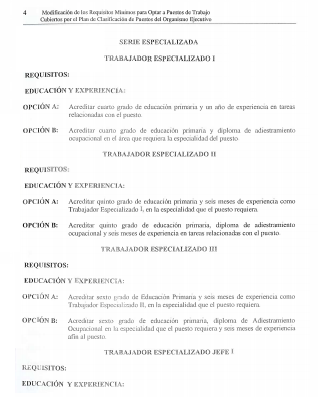 4 Modificación de los Requisitos Mínimos para Optar a Puestos de Trabajo
Cubiertos por el Plan de Clasificación de Puestos del Organismo Ejecutivo
SERIE ESPECIALIZADA
TRABAJADOR ESPECIALIZADO I
REQUISITOS:
EDUCACIÓN Y EXPERIENCIA:
OPCIÓN A: Acreditar cuarto grado de educación primaria y un año de experiencia en tareas
relacionadas con el puesto.
OPCIÓN B: Acreditar cuarto grado de educación primaria y diploma de adiestramiento
ocupacional en el área que requiera la especialidad del puesto
TRABAJADOR ESPECIALIZADO II
REQUISITOS:
EDUCACIÓN Y EXPERIENCIA:
OPCIÓN A: Acreditar quinto grado de educación primaria y seis meses de experiencia como
Trabajador Especializado I, en la especialidad que el puesto requiera.
OPCIÓN B: Acreditar quinto grado de educación primaria, diploma de adiestramiento
ocupacional y seis meses de experiencia en tareas relacionadas con el puesto
TRABAJADOR ESPECIALIZADO III
REQUISITOS:
EDUCACIÓN Y EXPERIENCIA:
OPCIÓN A: Acreditar sexto grado de Educación Primaria y seis meses de experiencia como
Trabajador Especializado II, en la especialidad que el puesto requiera.
OPCIÓN B: Acreditar sexto grado de educación primaria, diploma de Adiestramiento
Ocupacional en la especialidad que el puesto requiera y seis meses de experiencia
afín al puesto.
TRABAJADOR ESPECIALIZADO JEFE I
REQUISITOS:
EDUCACIÓN Y EXPERIENCIA: